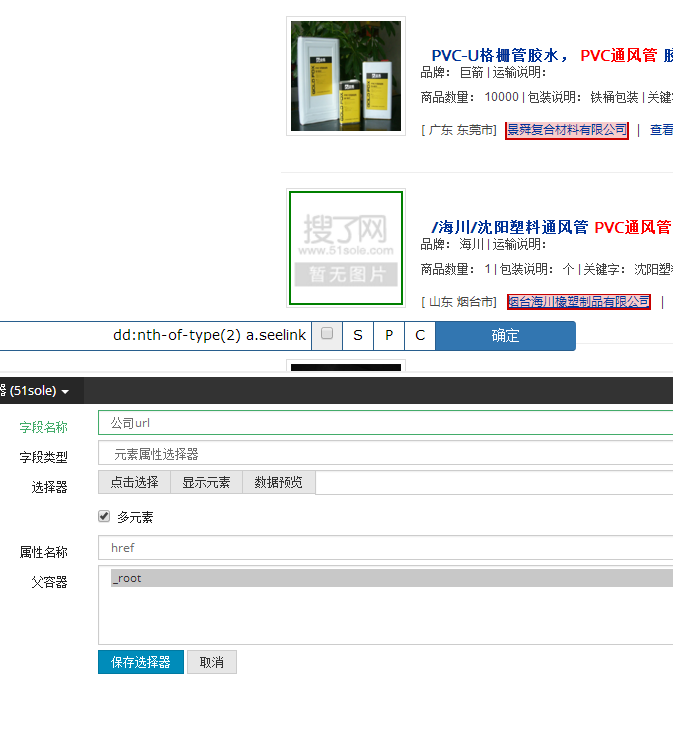 PVC-U格栅管胶水， PVC通风管
品牌： 巨箭 | 运输说明：
商品数量： 10000 | 包装说明： 铁桶包装 | 关键
[ 广东 东莞市] 景舜复合材料有限公司 | 查看
搜了网
www.51sole.com
暂无图片
/海川/沈阳塑料通风管 PVC通风管
品牌： 海川 | 运输说明：
商品数量： 1 | 包装说明： 个 | 关键字： 沈阳塑
[ 山东 烟台市] 烟台海川橡塑制品有限公司 |
dd:nth-of-type(2) a.seelink S P C 确定
器 (51sole)
字段名称 公司url
字段类型 元素属性选择器
选择器 点击选择 显示元素 数据预览
多元素
属性名称 href
父容器 _root
保存选择器 取消